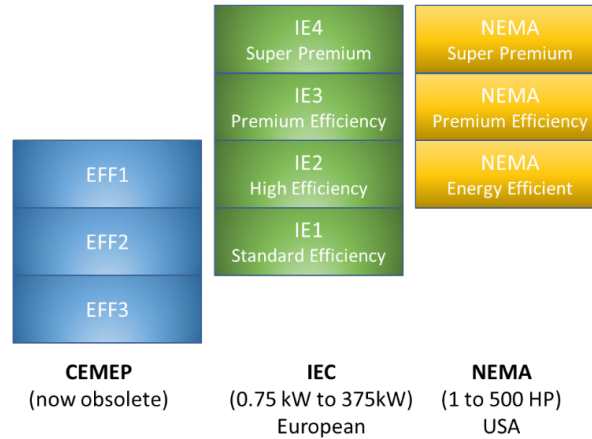 IE4
Super Premium
NEMA
Super Premium
IE3
Premium Efficiency
NEMA
Premium Efficiency
EFF1
IE2
High Efficiency
NEMA
Energy Efficient
EFF2
IE1
Standard Efficiency
EFF3
CEMEP
(now obsolete)
IEC
(0.75 kW to 375kW)
European
NEMA
(1 to 500 HP)
USA